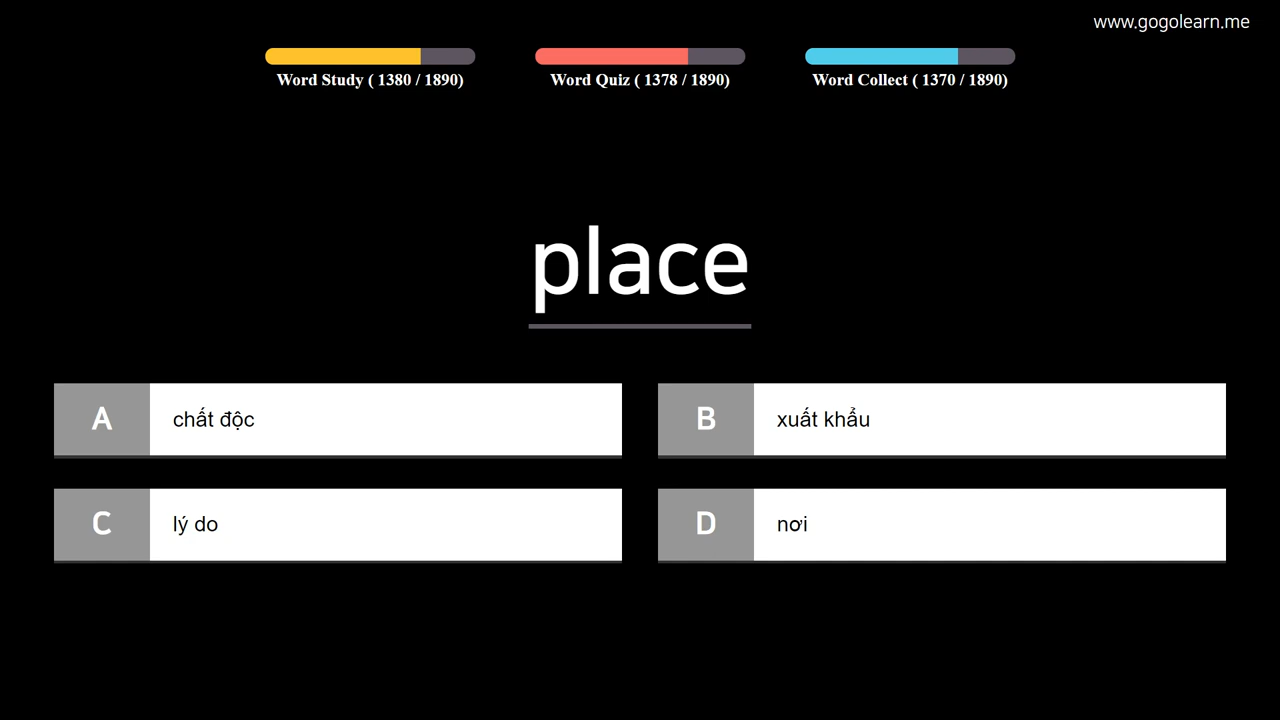 www.gogolearn.me
Word Study ( 1380 / 1890)
Word Quiz ( 1378 / 1890)
Word Collect ( 1370 / 1890)
place
A chất độc
B xuất khẩu
C lý do
D nơi